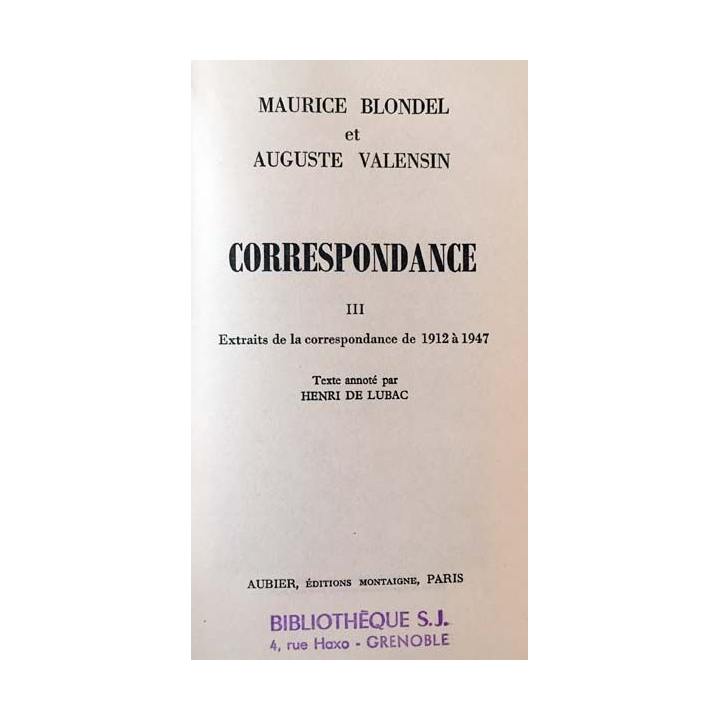 MAURICE BLONDEL
et
AUGUSTE VALENSIN
CORRESPONDANCE
III
Extraits de la correspondance de 1912 à 1947
Texte annoté par
HENRI DE LUBAC
AUBIER, ÉDITIONS MONTAIGNE, PARIS
BIBLIOTHÈQUE S.J.
4, rue Haxo - GRENOBLE